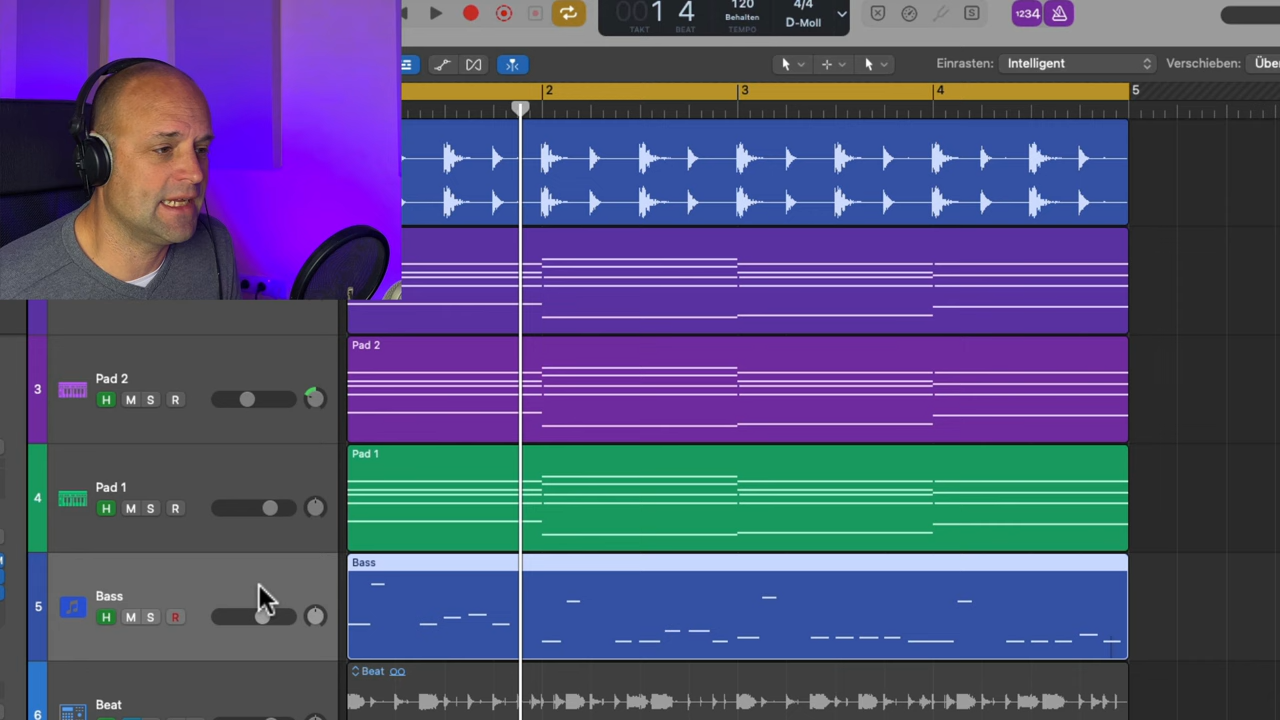 001 4 120 4/4
Behalten D-Moll
TAKT BEAT TEMPO
S
1234
Einrasten: Intelligent Verschieben:
2 3 4 5
Pad 2
3 Pad 2
H M S R
Pad 1
4 Pad 1
H M S R
Bass
5 Bass
H M S R
Beat
6 Beat